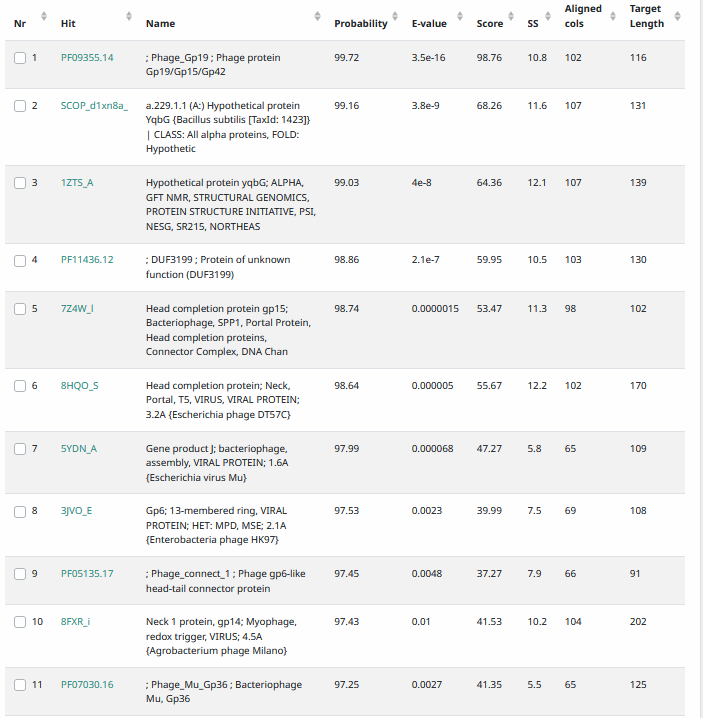 Nr Hit Name Probability E-value Score SS Aligned cols Target Length
1 PF09355.14 ; Phage_Gp19 ; Phage protein 99.72 3.5e-16 98.76 10.8 102 116
Gp19/Gp15/Gp42
2 SCOP_d1xn8a_ a.229.1.1 (A:) Hypothetical protein 99.16 3.8e-9 68.26 11.6 107 131
YqbG {Bacillus subtilis [TaxId: 1423]}
| CLASS: All alpha proteins, FOLD:
Hypothetic
3 1ZTS_A Hypothetical protein yqbG; ALPHA, 99.03 4e-8 64.36 12.1 107 139
GFT NMR, STRUCTURAL GENOMICS,
PROTEIN STRUCTURE INITIATIVE, PSI,
NESG, SR215, NORTHEAS
4 PF11436.12 ; DUF3199 ; Protein of unknown 98.86 2.1e-7 59.95 10.5 103 130
function (DUF3199)
5 7Z4W_I Head completion protein gp15; 98.74 0.0000015 53.47 11.3 98 102
Bacteriophage, SPP1, Portal Protein,
Head completion proteins,
Connector Complex, DNA Chan
6 8HQO_S Head completion protein; Neck, 98.64 0.000005 55.67 12.2 102 170
Portal, T5, VIRUS, VIRAL PROTEIN;
3.2A {Escherichia phage DT57C}
7 5YDN_A Gene product J; bacteriophage, 97.99 0.000068 47.27 5.8 65 109
assembly, VIRAL PROTEIN; 1.6A
{Escherichia virus Mu}
8 3JVO_E Gp6; 13-membered ring, VIRAL 97.53 0.0023 39.99 7.5 69 108
PROTEIN; HET: MPD, MSE; 2.1A
{Enterobacteria phage HK97}
9 PF05135.17 ; Phage_connect_1 ; Phage gp6-like 97.45 0.0048 37.27 7.9 66 91
head-tail connector protein
10 8FXR_i Neck 1 protein, gp14; Myophage, 97.43 0.01 41.53 10.2 104 202
redox trigger, VIRUS; 4.5A
{Agrobacterium phage Milano}
11 PF07030.16 ; Phage_Mu_Gp36 ; Bacteriophage 97.25 0.0027 41.35 5.5 65 125
Mu, Gp36